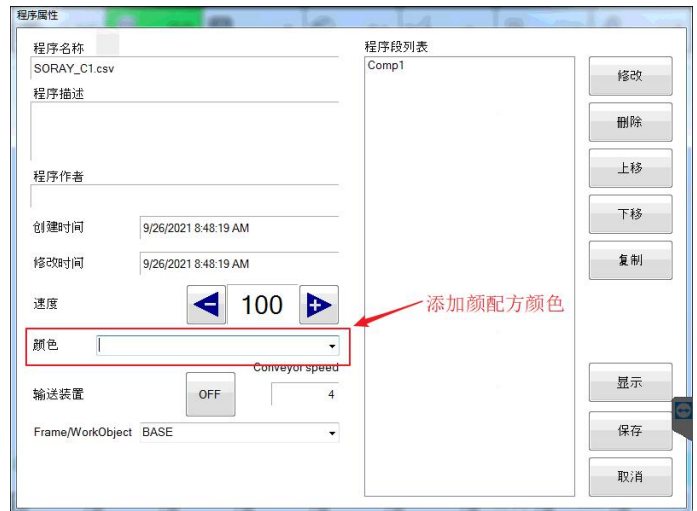 程序属性
程序名称
SORAY_C1.csv
程序描述
程序作者
创建时间 9/26/2021 8:48:19 AM
修改时间 9/26/2021 8:48:19 AM
速度 100
颜色
Conveyor speed
输送装置 OFF 4
Frame/WorkObject BASE
程序段列表
Comp1
添加颜配方颜色
修改
删除
上移
下移
复制
显示
保存
取消